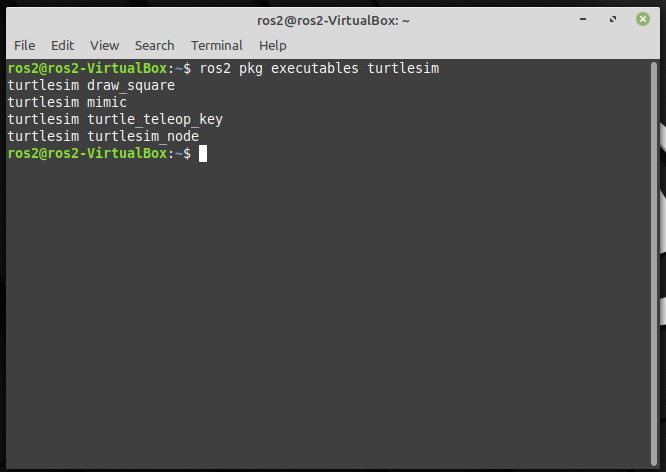 ros2@ros2-VirtualBox: ~
File Edit View Search Terminal Help
ros2@ros2-VirtualBox:~$ ros2 pkg executables turtlesim
turtlesim draw_square
turtlesim mimic
turtlesim turtle_teleop_key
turtlesim turtlesim_node
ros2@ros2-VirtualBox:~$